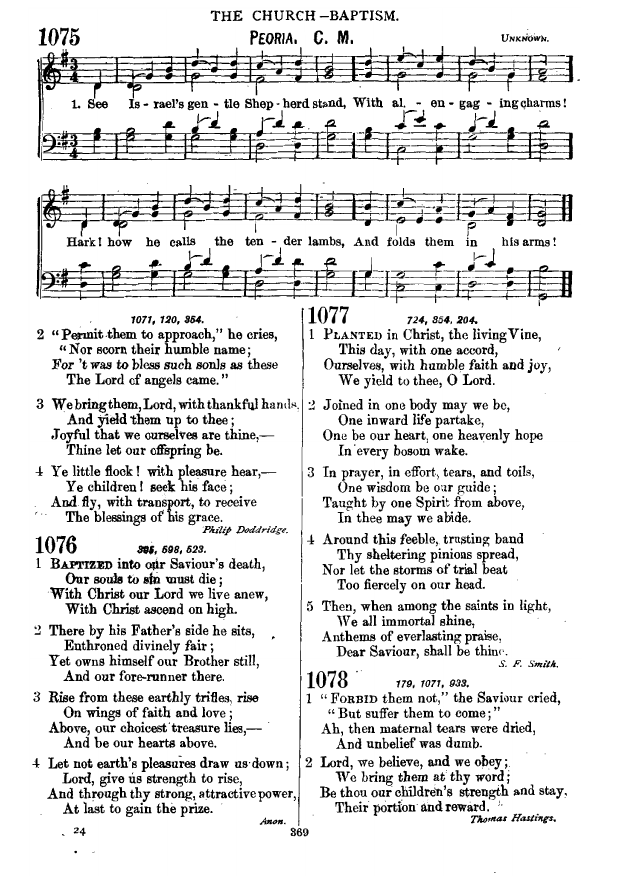 THE CHURCH—BAPTISM.
1075 PEORIA. C. M. UNKNOWN.
1. See Is - rael's gen - tle Shep - herd stand, With al - en - gag - ing charms!
Hark! how he calls the ten - der lambs, And folds them in his arms!
1071, 120, 354.
2 "Permit them to approach," he cries,
"Nor scorn their humble name;
For 't was to bless such souls as these
The Lord of angels came."
3 We bring them, Lord, with thankful hands,
And yield them up to thee;
Joyful that we ourselves are thine,—
Thine let our offspring be.
4 Ye little flock! with pleasure hear,—
Ye children! seek his face;
And fly, with transport, to receive
The blessings of his grace.
Philip Doddridge.
1076 598, 523.
1 BAPTIZED into our Saviour's death,
Our souls to sin must die;
With Christ our Lord we live anew,
With Christ ascend on high.
2 There by his Father's side he sits,
Enthroned divinely fair;
Yet owns himself our Brother still,
And our fore-runner there.
3 Rise from these earthly trifles, rise
On wings of faith and love;
Above, our choicest treasure lies,—
And be our hearts above.
4 Let not earth's pleasures draw us down;
Lord, give us strength to rise,
And through thy strong, attractive power,
At last to gain the prize.
Anon.
1077 724, 354, 204.
1 PLANTED in Christ, the living Vine,
This day, with one accord,
Ourselves, with humble faith and joy,
We yield to thee, O Lord.
2 Joined in one body may we be,
One inward life partake,
One be our heart, one heavenly hope
In every bosom wake.
3 In prayer, in effort, tears, and toils,
One wisdom be our guide;
Taught by one Spirit from above,
In thee may we abide.
4 Around this feeble, trusting band
Thy sheltering pinions spread,
Nor let the storms of trial beat
Too fiercely on our head.
5 Then, when among the saints in light,
We all immortal shine,
Anthems of everlasting praise,
Dear Saviour, shall be thine.
S. F. Smith.
1078 179, 1071, 933.
1 "FORBID them not," the Saviour cried,
"But suffer them to come;"
Ah, then maternal tears were dried,
And unbelief was dumb.
2 Lord, we believe, and we obey;
We bring them at thy word;
Be thou our children's strength and stay,
Their portion and reward.
Thomas Hastings.
24 369